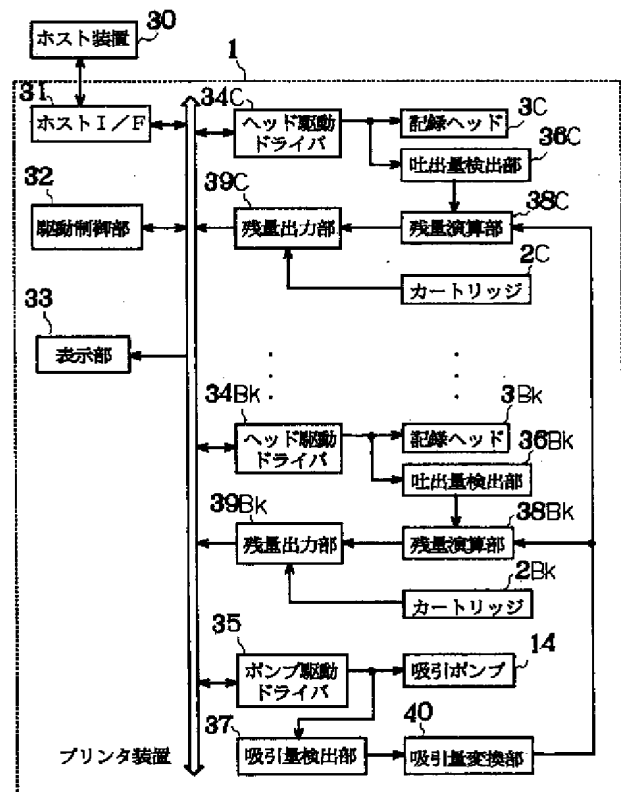 30
ホスト装置
1
31
34C
3C
ホストI/F
ヘッド駆動
ドライバ
記録ヘッド
36C
吐出量検出部
32
39C
38C
駆動制御部
残量出力部
残量演算部
2C
カートリッジ
33
表示部
34Bk
3Bk
ヘッド駆動
ドライバ
記録ヘッド
36Bk
吐出量検出部
39Bk
38Bk
残量出力部
残量演算部
2Bk
カートリッジ
35
14
ポンプ駆動
ドライバ
吸引ポンプ
37
40
プリンタ装置
吸引量検出部
吸引量変換部